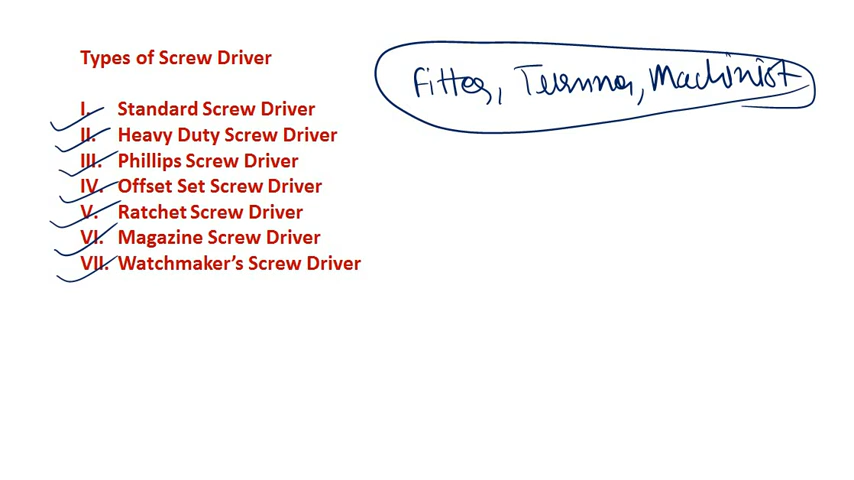 Types of Screw Driver
Fitter, Turner, Machinist
I. Standard Screw Driver
II. Heavy Duty Screw Driver
III. Phillips Screw Driver
IV. Offset Set Screw Driver
V. Ratchet Screw Driver
VI. Magazine Screw Driver
VII. Watchmaker's Screw Driver